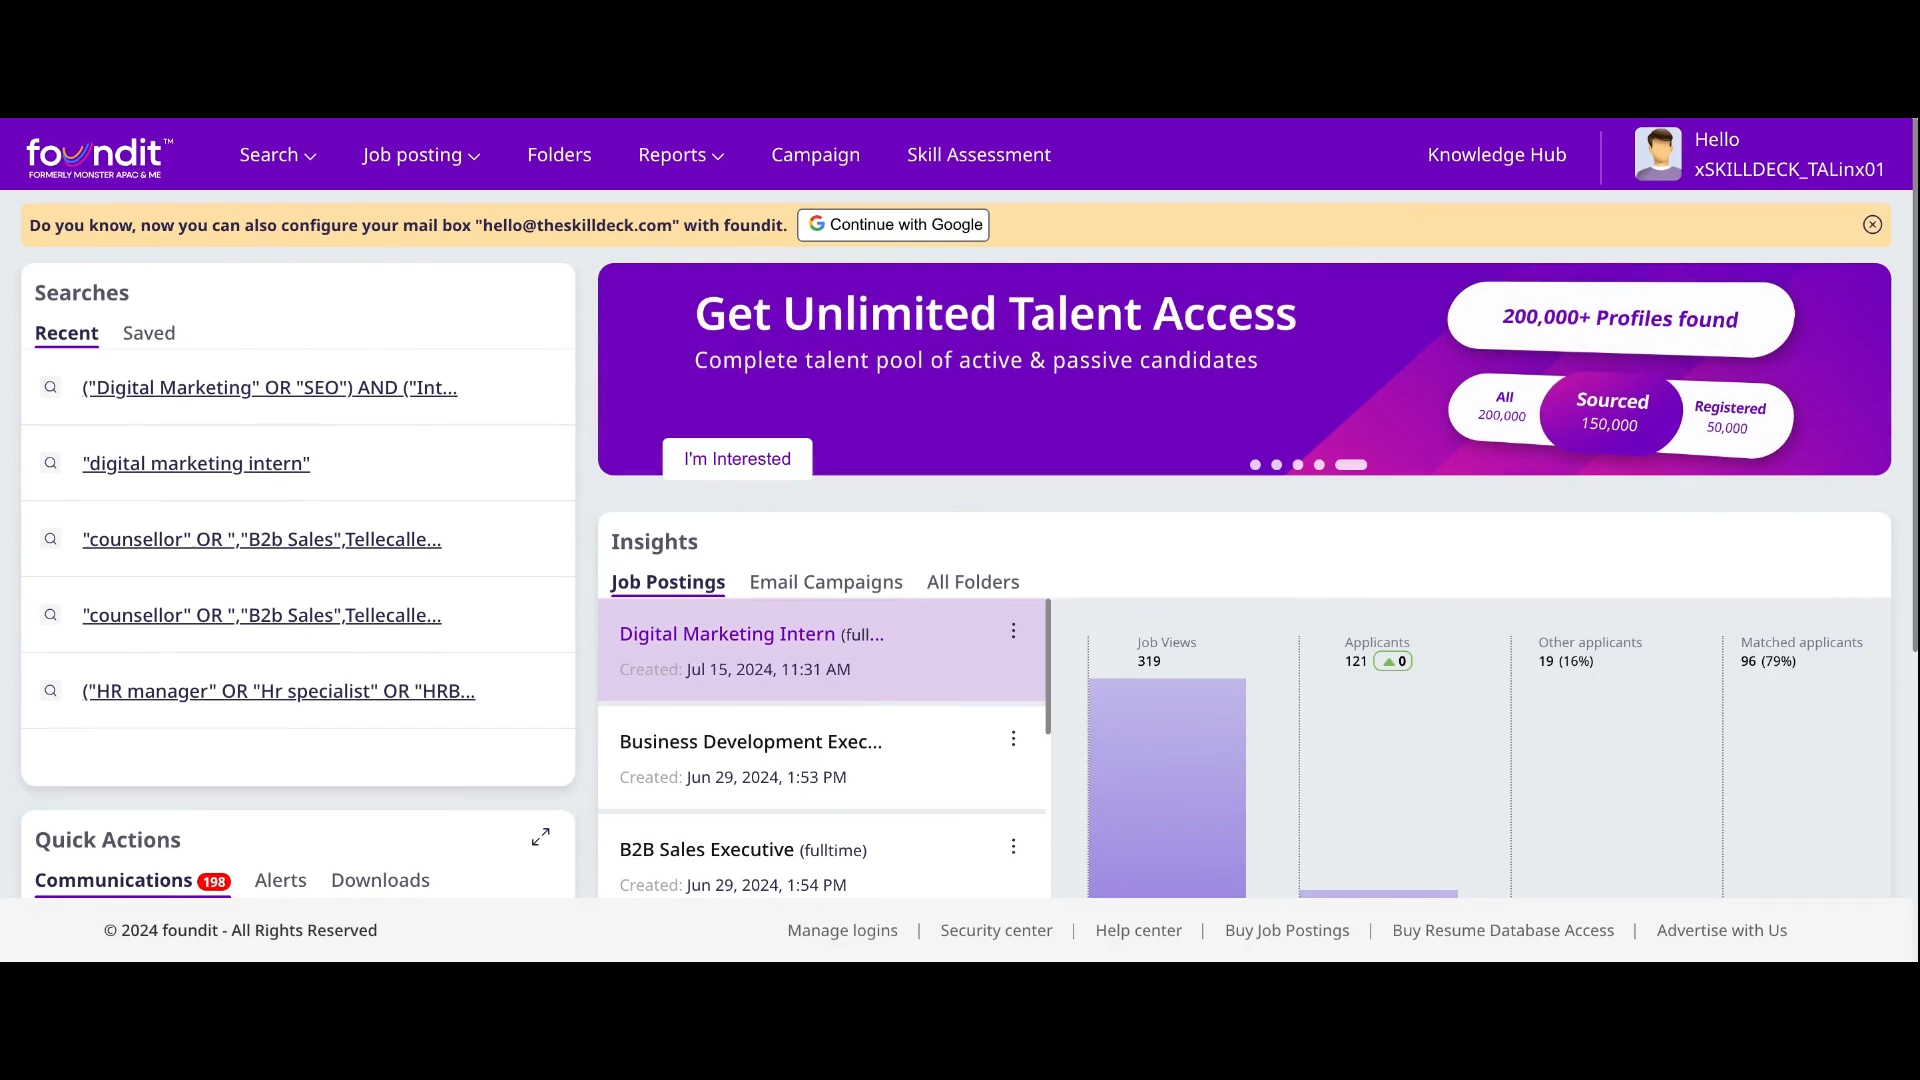 foundit™
FORMERLY MONSTER APAC & ME
Search
Job posting
Folders
Reports
Campaign
Skill Assessment
Knowledge Hub
Hello
xSKILLDECK_TALinx01
Do you know, now you can also configure your mail box "hello@theskilldeck.com" with foundit.
Continue with Google
Searches
Recent
Saved
("Digital Marketing" OR "SEO") AND ("Int...
"digital marketing intern"
"counsellor" OR ","B2b Sales",Tellecalle...
"counsellor" OR ","B2b Sales",Tellecalle...
("HR manager" OR "Hr specialist" OR "HRB...
Get Unlimited Talent Access
Complete talent pool of active & passive candidates
I'm Interested
200,000+ Profiles found
All
200,000
Sourced
150,000
Registered
50,000
Insights
Job Postings
Email Campaigns
All Folders
Digital Marketing Intern (full...
Created: Jul 15, 2024, 11:31 AM
Business Development Exec...
Created: Jun 29, 2024, 1:53 PM
B2B Sales Executive (fulltime)
Created: Jun 29, 2024, 1:54 PM
Job Views
319
Applicants
121 0
Other applicants
19 (16%)
Matched applicants
96 (79%)
Quick Actions
Communications 198
Alerts
Downloads
© 2024 foundit - All Rights Reserved
Manage logins | Security center | Help center | Buy Job Postings | Buy Resume Database Access | Advertise with Us